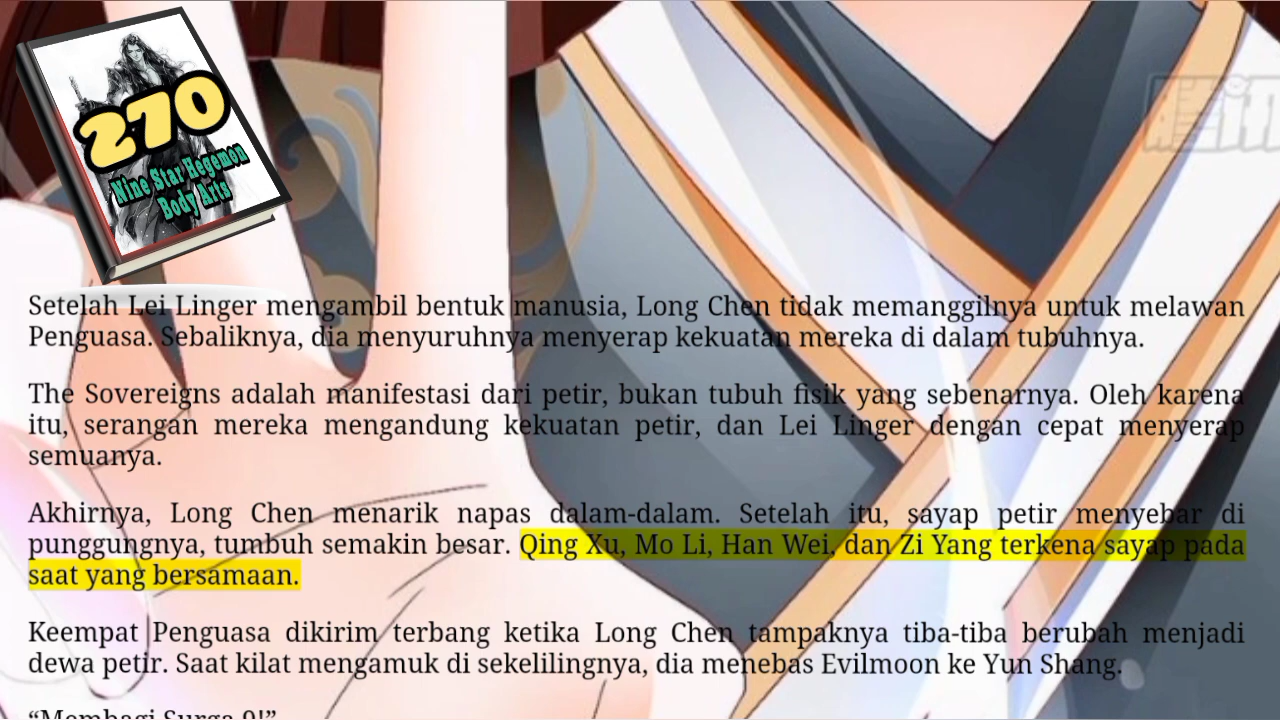 270
Nine Star Hegemon
Body Arts
Setelah Lei Linger mengambil bentuk manusia, Long Chen tidak memanggilnya untuk melawan
Penguasa. Sebaliknya, dia menyuruhnya menyerap kekuatan mereka di dalam tubuhnya.
The Sovereigns adalah manifestasi dari petir, bukan tubuh fisik yang sebenarnya. Oleh karena
itu, serangan mereka mengandung kekuatan petir, dan Lei Linger dengan cepat menyerap
semuanya.
Akhirnya, Long Chen menarik napas dalam-dalam. Setelah itu, sayap petir menyebar di
punggungnya, tumbuh semakin besar. Qing Xu, Mo Li, Han Wei, dan Zi Yang terkena sayap pada
saat yang bersamaan.
Keempat Penguasa dikirim terbang ketika Long Chen tampaknya tiba-tiba berubah menjadi
dewa petir. Saat kilat mengamuk di sekelilingnya, dia menebas Evilmoon ke Yun Shang.
“Membagi Surga 9!”